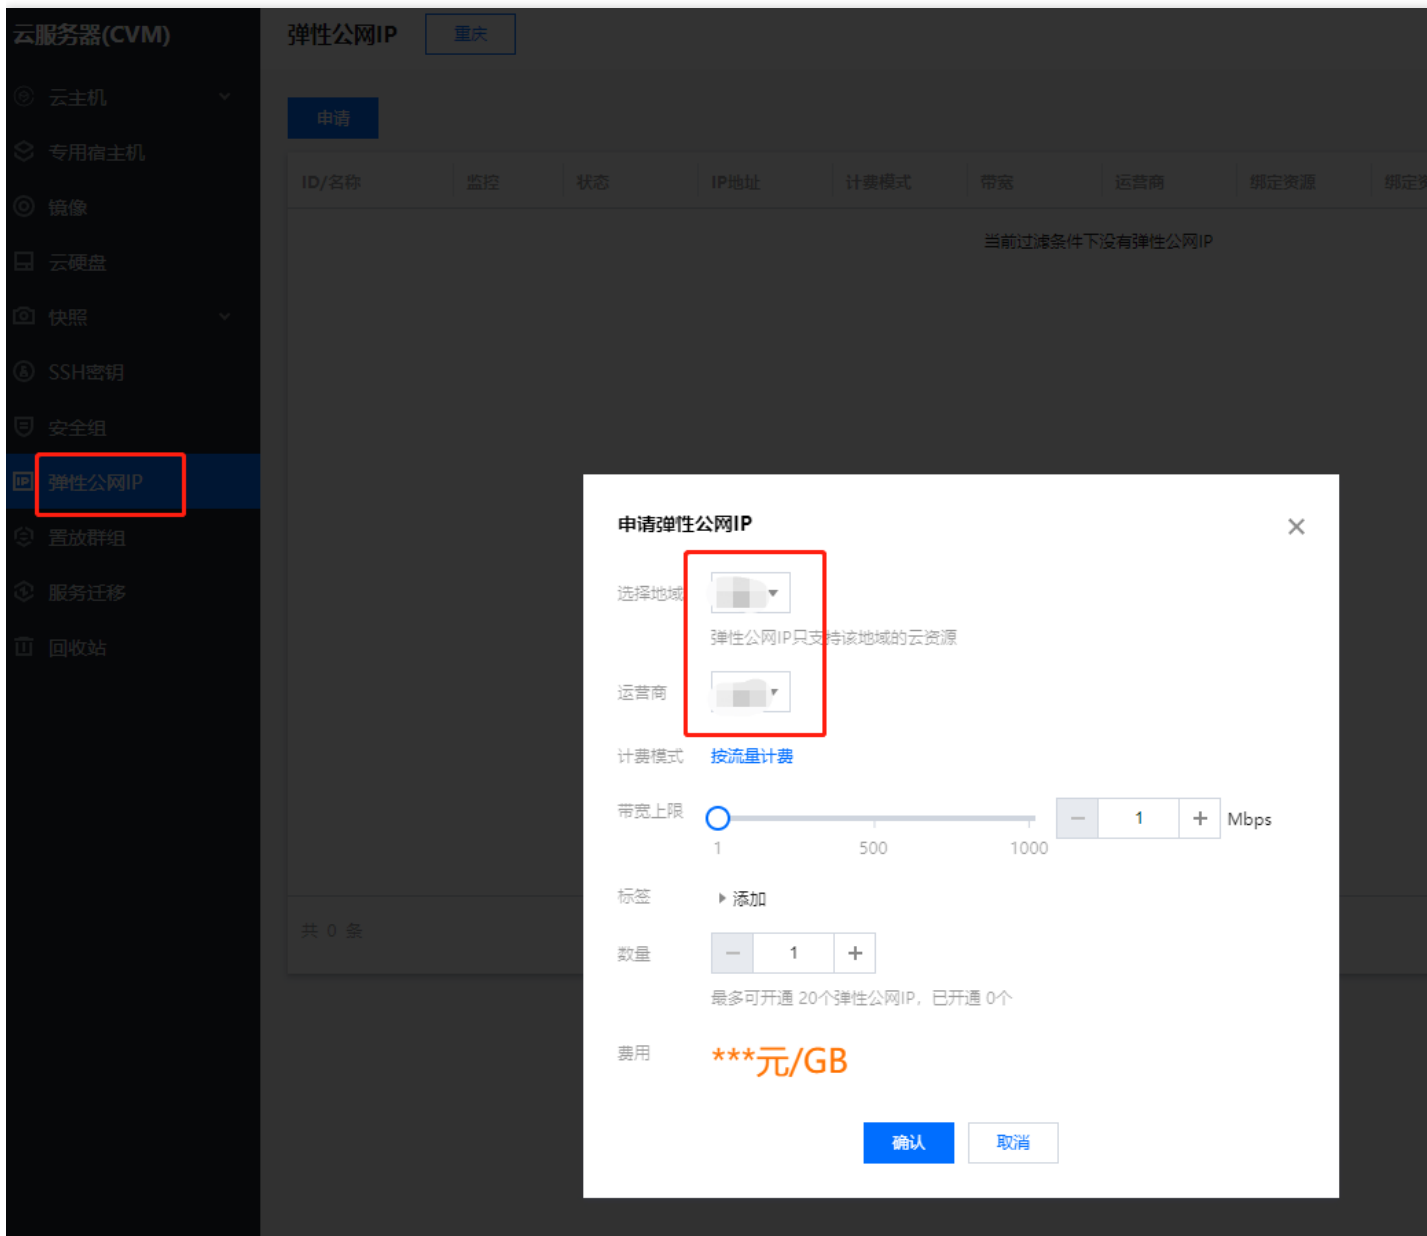 云服务器(CVM)
弹性公网IP
重庆
云主机
专用宿主机
镜像
云硬盘
快照
SSH密钥
安全组
IP 弹性公网IP
置放群组
服务迁移
回收站
申请
ID/名称 监控 状态 IP地址 计费模式 带宽 运营商 绑定资源 绑定资
当前过滤条件下没有弹性公网IP
共 0 条
申请弹性公网IP
选择地域
弹性公网IP只支持该地域的云资源
运营商
计费模式 按流量计费
带宽上限
1 500 1000
1 Mbps
标签 添加
数量 1
最多可开通 20个弹性公网IP，已开通 0个
费用 ***元/GB
确认 取消